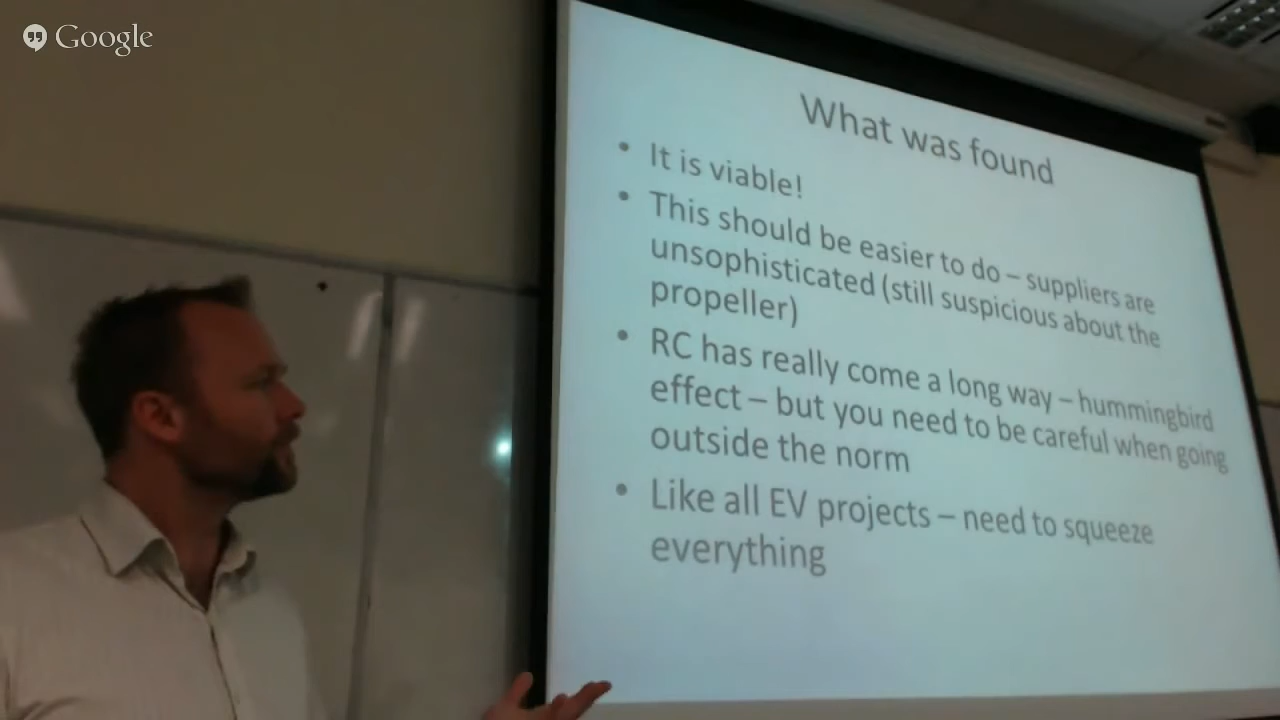 Google
What was found
• It is viable!
• This should be easier to do – suppliers are
unsophisticated (still suspicious about the
propeller)
• RC has really come a long way – hummingbird
effect – but you need to be careful when going
outside the norm
• Like all EV projects – need to squeeze
everything